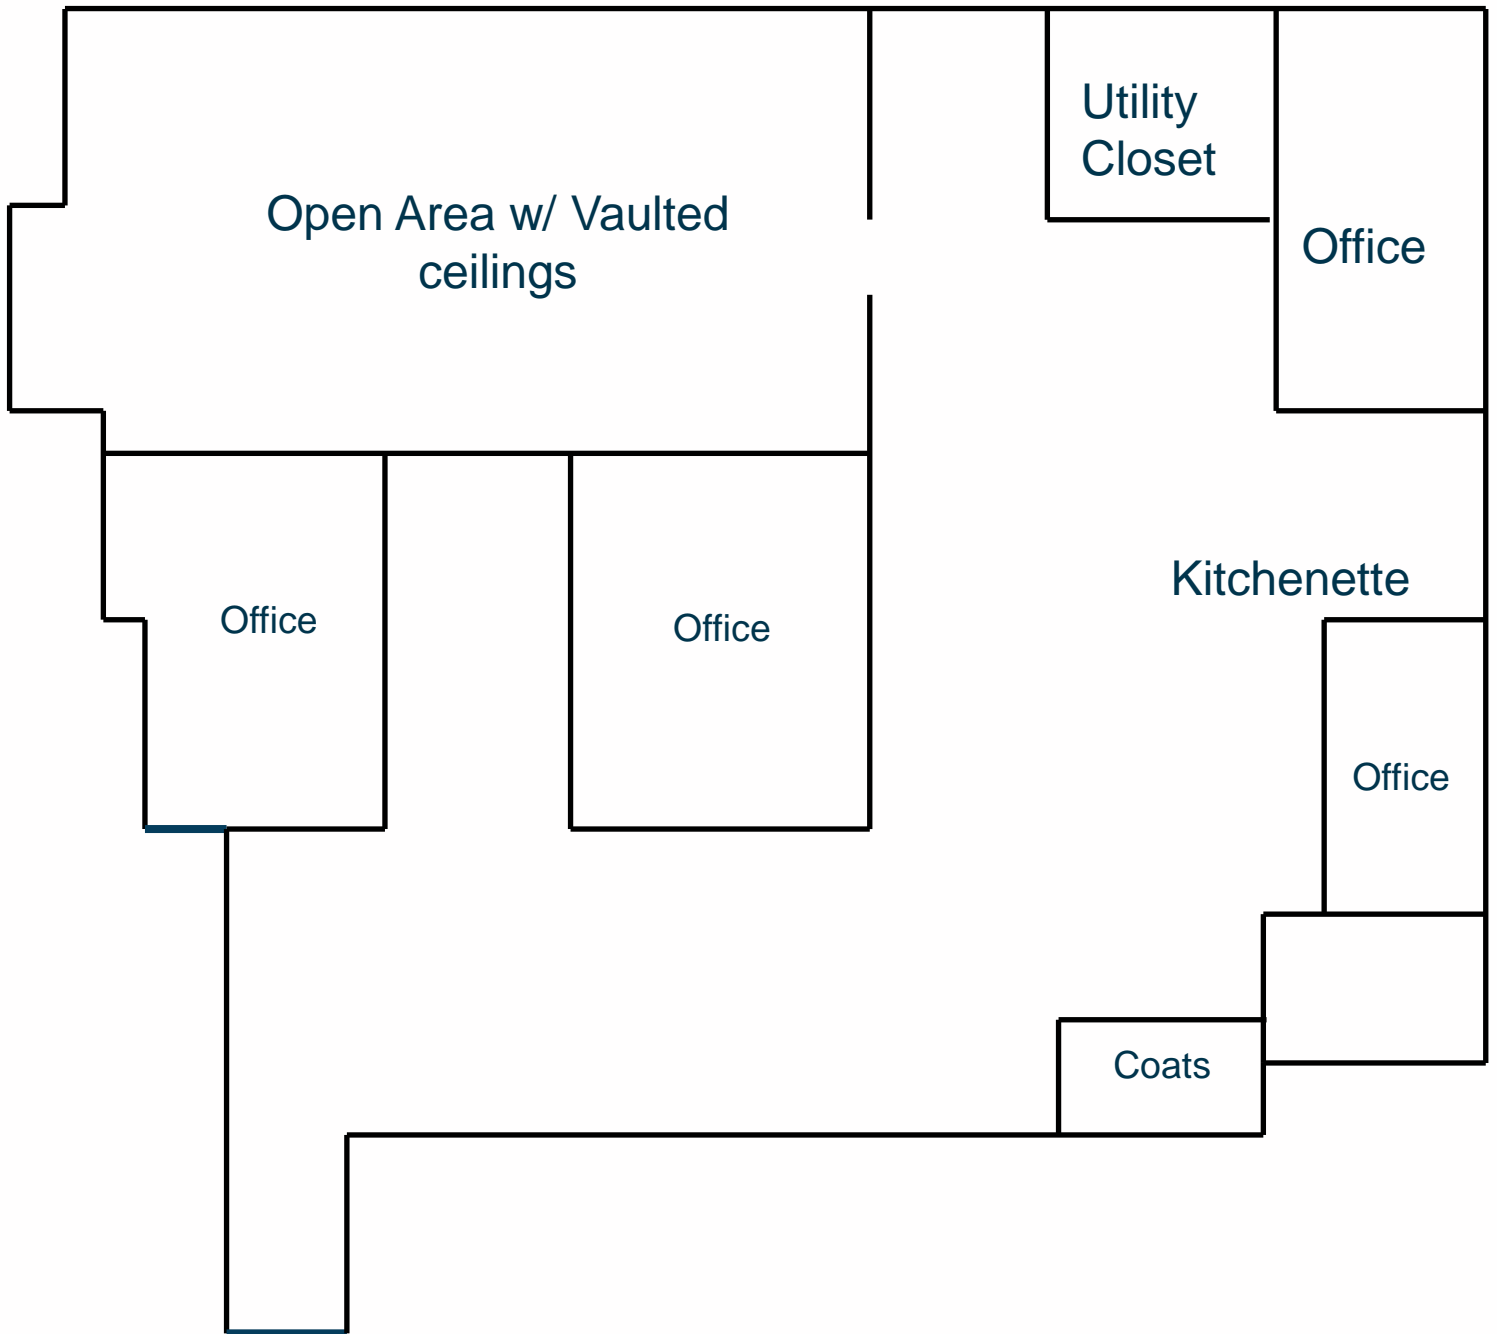 Utility
Closet
Open Area w/ Vaulted
ceilings
Office
Kitchenette
Office
Office
Office
Coats